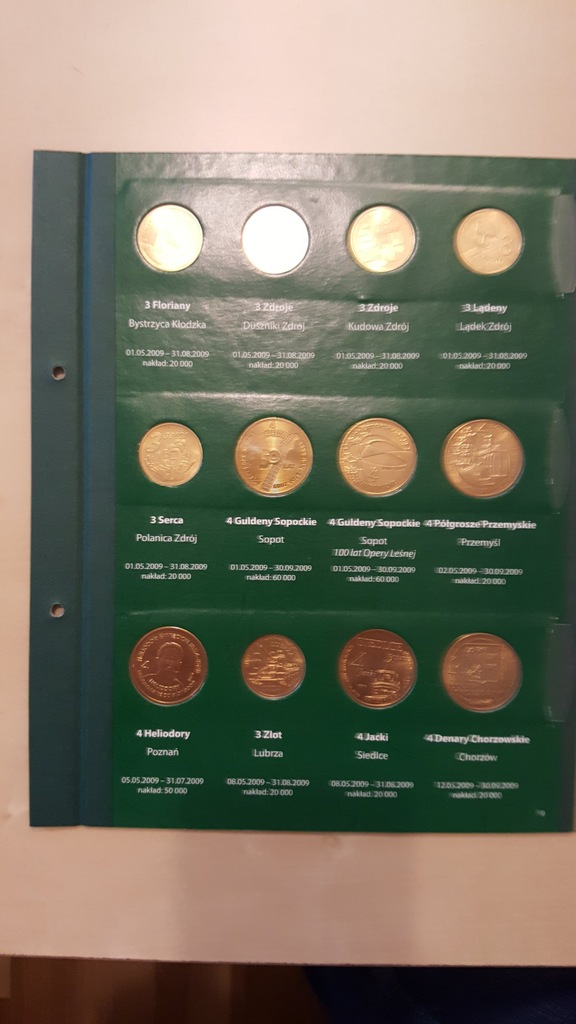 3 Floriany
Bystrzyca Kłodzka
01.05.2009 – 31.08.2009
nakład: 20 000
3 Zdroje
Duszniki Zdrój
01.05.2009 – 31.08.2009
nakład: 20 000
3 Zdroje
Kudowa Zdrój
01.05.2009 – 31.08.2009
nakład: 20 000
3 Lądeny
Lądek Zdrój
01.05.2009 – 31.08.2009
nakład: 20 000
3 Serca
Polanica Zdrój
01.05.2009 – 31.08.2009
nakład: 20 000
4 Guldeny Sopockie
Sopot
01.05.2009 – 30.09.2009
nakład: 60 000
4 Guldeny Sopockie
Sopot
100 lat Opery Leśnej
01.05.2009 – 30.09.2009
nakład: 60 000
4 Półgrosze Przemyskie
Przemyśl
02.05.2009 – 30.09.2009
nakład: 20 000
4 Heliodory
Poznań
05.05.2009 – 31.07.2009
nakład: 50 000
3 Złot
Lubrza
08.05.2009 – 31.08.2009
nakład: 20 000
4 Jacki
Siedlce
08.05.2009 – 31.08.2009
nakład: 20 000
4 Denary Chorzowskie
Chorzów
12.05.2009 – 30.09.2009
nakład: 20 000